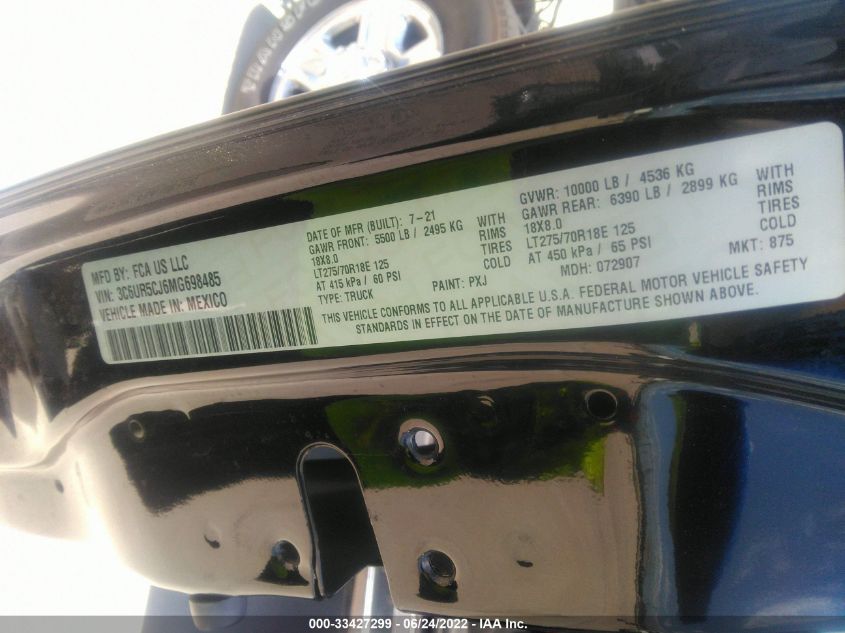 MFD BY: FCA US LLC
VIN: 3C6UR5CJ6MG698485
VEHICLE MADE IN: MEXICO
DATE OF MFR (BUILT): 7-21
GAWR FRONT: 5500 LB / 2495 KG WITH
18X8.0 RIMS
LT275/70R18E 125 TIRES
AT 415 kPa / 60 PSI COLD
TYPE: TRUCK PAINT: PXJ
GVWR: 10000 LB / 4536 KG
GAWR REAR: 6390 LB / 2899 KG WITH
18X8.0 RIMS
LT275/70R18E 125 TIRES
AT 450 kPa / 65 PSI COLD
MDH: 072907 MKT: 875
THIS VEHICLE CONFORMS TO ALL APPLICABLE U.S.A. FEDERAL MOTOR VEHICLE SAFETY
STANDARDS IN EFFECT ON THE DATE OF MANUFACTURE SHOWN ABOVE.
000-33427299 - 06/24/2022 - IAA Inc.